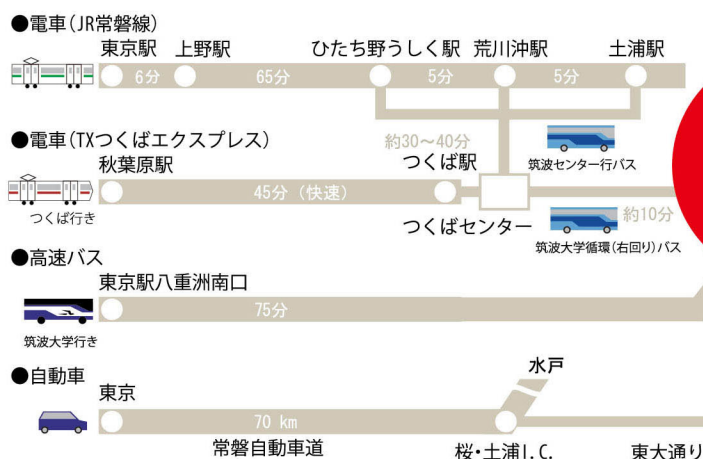 ●電車(JR常磐線)
東京駅 上野駅 ひたち野うしく駅 荒川沖駅 土浦駅
6分 65分 5分 5分
約30～40分
筑波センター行バス
●電車(TXつくばエクスプレス)
秋葉原駅 つくば駅
45分(快速)
つくば行き
つくばセンター
約10分
筑波大学循環(右回り)バス
●高速バス
東京駅八重洲南口
75分
筑波大学行き
●自動車
水戸
東京
70 km
常磐自動車道 桜・土浦I.C. 東大通り